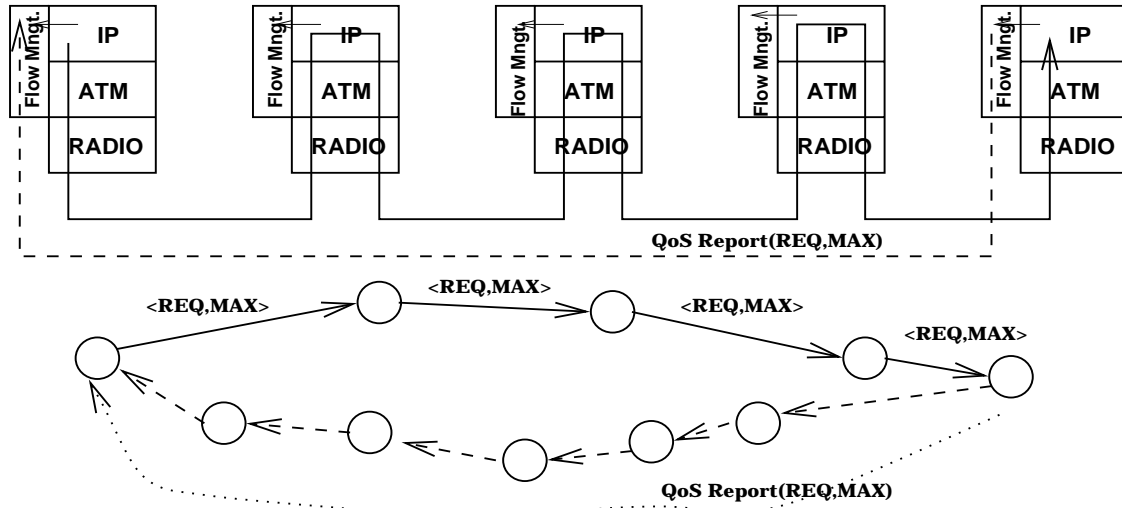 Flow Mngt.
IP
ATM
RADIO
Flow Mngt.
IP
ATM
RADIO
Flow Mngt.
IP
ATM
RADIO
Flow Mngt.
IP
ATM
RADIO
Flow Mngt.
IP
ATM
RADIO
QoS Report(REQ,MAX)
<REQ,MAX>
<REQ,MAX>
<REQ,MAX>
<REQ,MAX>
QoS Report(REQ,MAX)